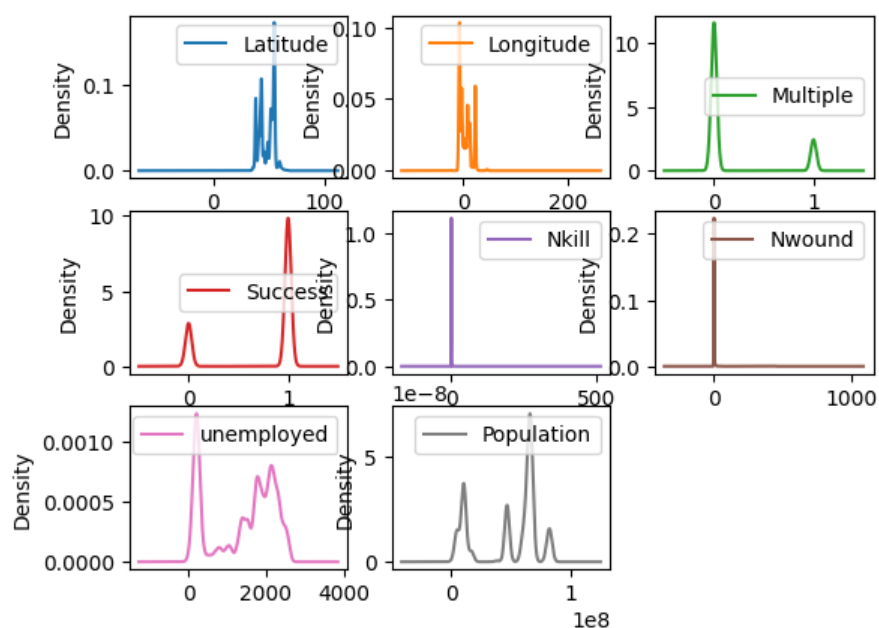 Density
0.1
0.0
0
100
Latitude
Density
0.10
0.05
0.00
0
200
Longitude
Density
10
5
0
0
1
Multiple
Density
10
5
0
0
1
Success
Density
1.0
0.5
0.0
0
500
Nkill
Density
0.2
0.1
0.0
0
1000
Nwound
Density
0.0010
0.0005
0.0000
0
2000
4000
unemployed
1e-8
Density
5
0
0
1
1e8
Population